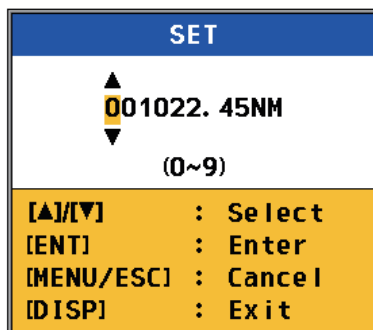 SET
▲
001022.45NM
▼
(0~9)
[▲]/[▼] : Select
[ENT] : Enter
[MENU/ESC] : Cancel
[DISP] : Exit